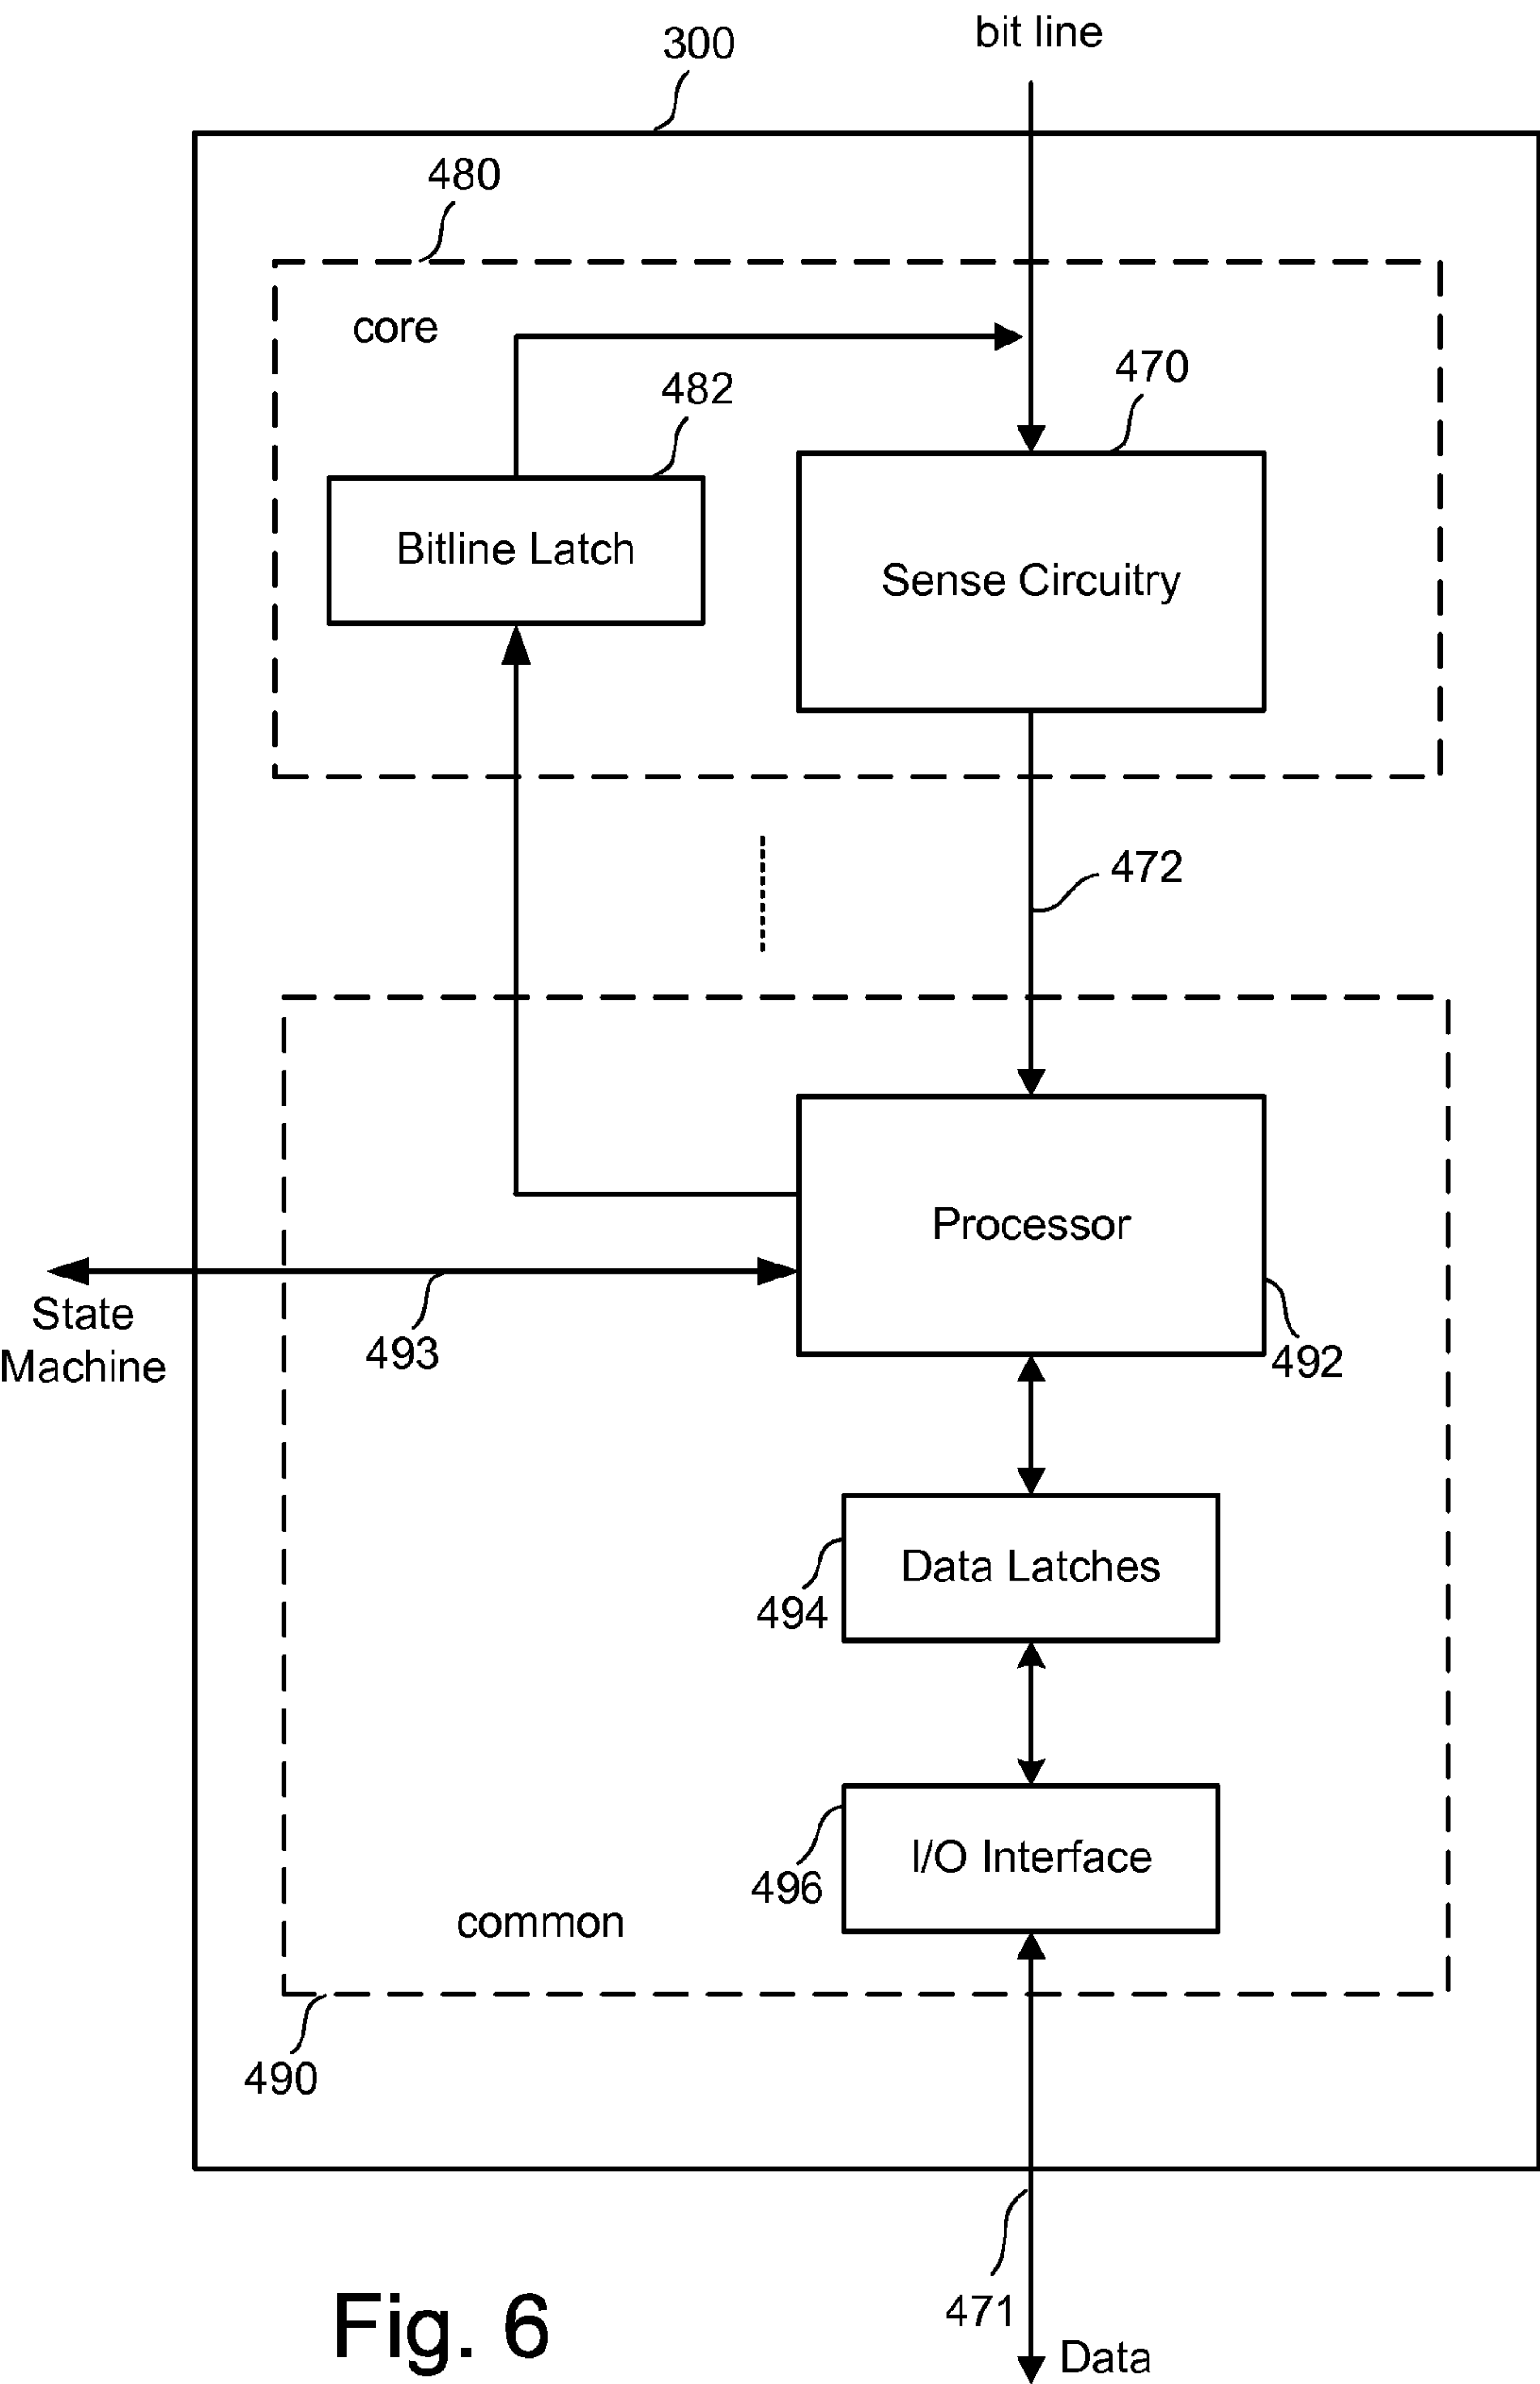 bit line
300
480
core
470
482
Bitline Latch
Sense Circuitry
472
Processor
State
Machine
493
492
Data Latches
494
I/O Interface
496
common
490
471
Fig. 6
Data